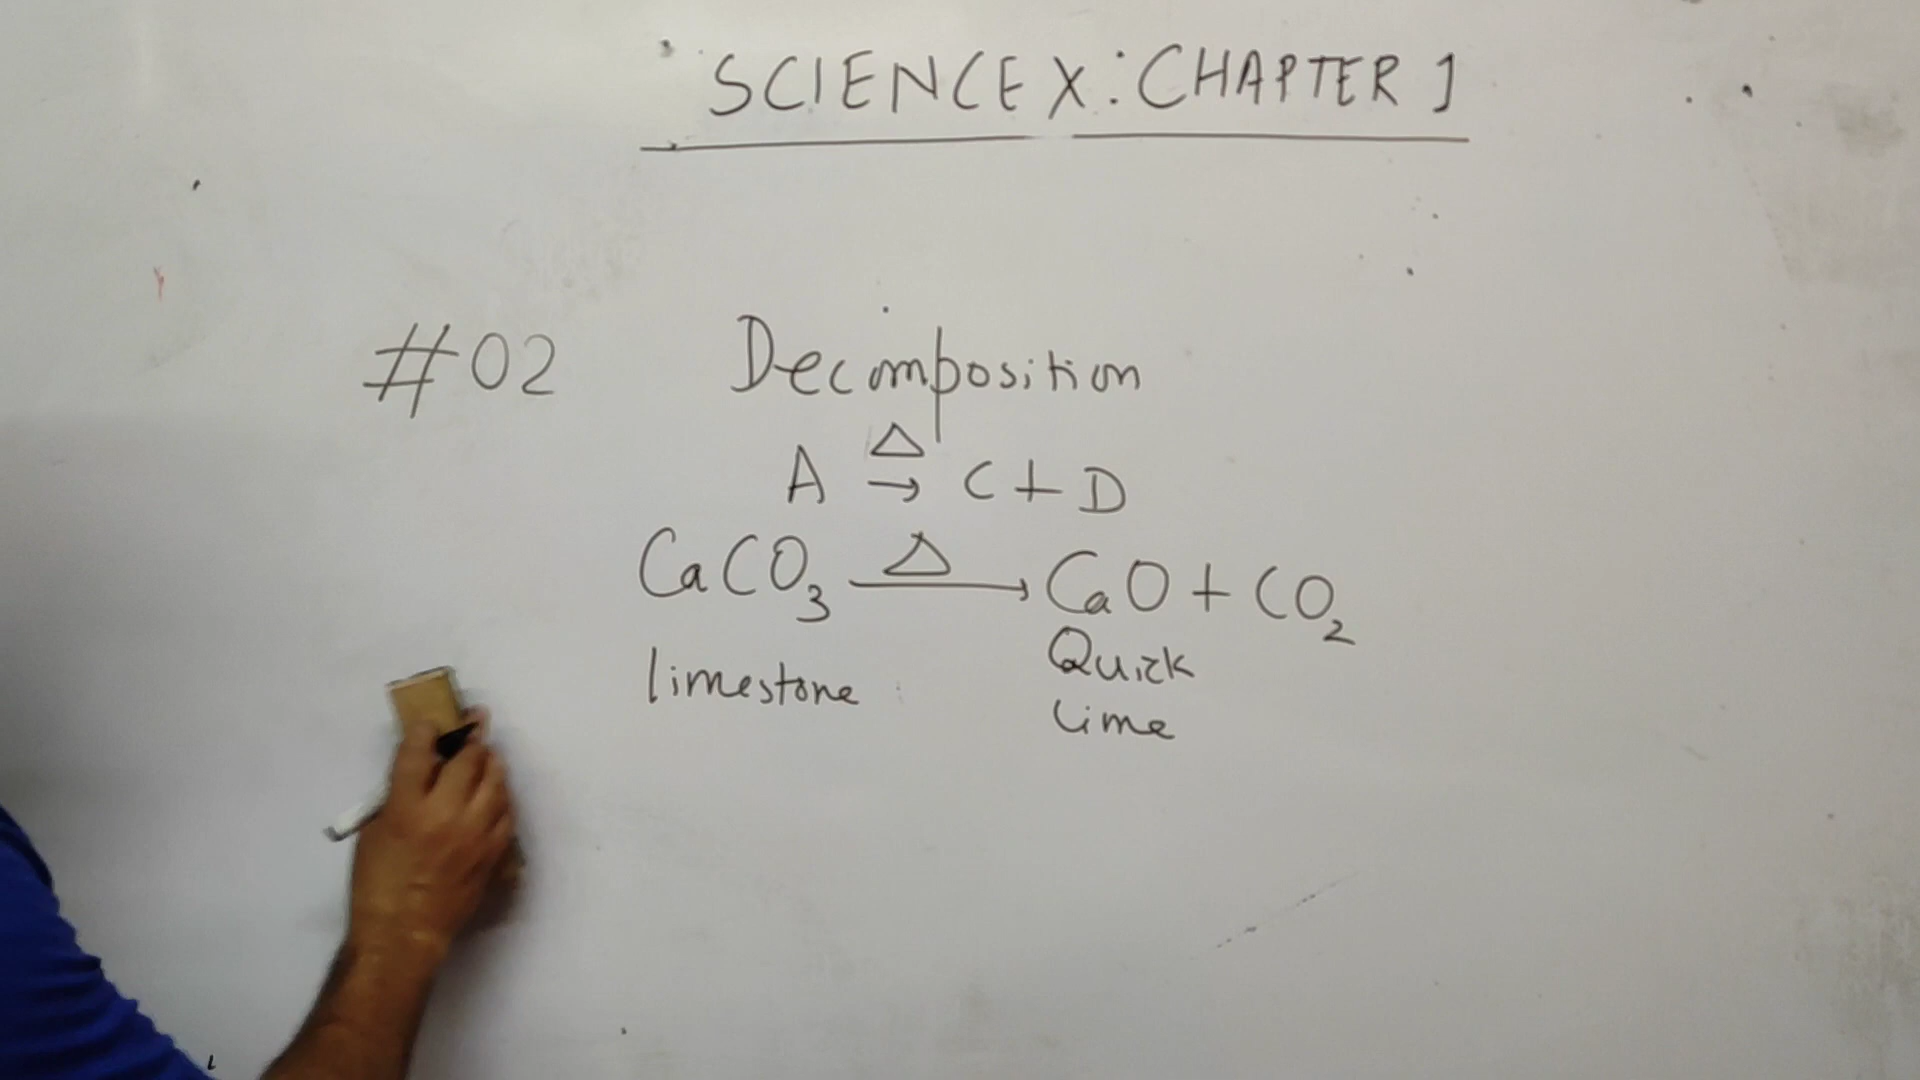 SCIENCE X: CHAPTER 1
#02 Decomposition
A △→ C + D
CaCO₃ △→ CaO + CO₂
limestone Quick
Lime